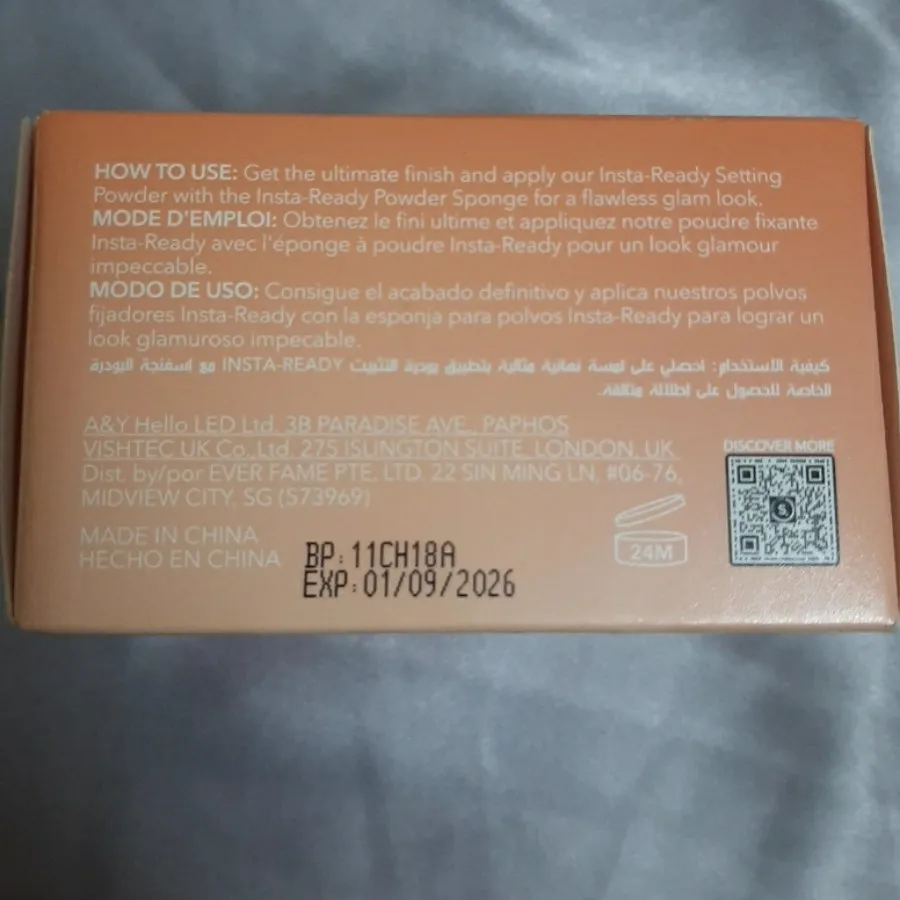 HOW TO USE: Get the ultimate finish and apply our Insta-Ready Setting
Powder with the Insta-Ready Powder Sponge for a flawless glam look.
MODE D'EMPLOI: Obtenez le fini ultime et appliquez notre poudre fixante
Insta-Ready avec l'éponge à poudre Insta-Ready pour un look glamour
impeccable.
MODO DE USO: Consigue el acabado definitivo y aplica nuestros polvos
fijadores Insta-Ready con la esponja para polvos Insta-Ready para lograr un
look glamuroso impecable.
كيفية الاستخدام: احصلي على لمسة نهائية مثالية بتطبيق بودرة التثبيت INSTA-READY مع اسفنجة البودرة
الخاصة للحصول على اطلالة متألقة.
A&Y Hello LED Ltd. 3B PARADISE AVE., PAPHOS
VISHTEC UK Co., Ltd. 275 ISLINGTON SUITE, LONDON, UK
Dist. by/por EVER FAME PTE. LTD. 22 SIN MING LN, #06-76,
MIDVIEW CITY, SG (573969)
DISCOVER MORE
MADE IN CHINA
HECHO EN CHINA
BP: 11CH18A
EXP: 01/09/2026
24M